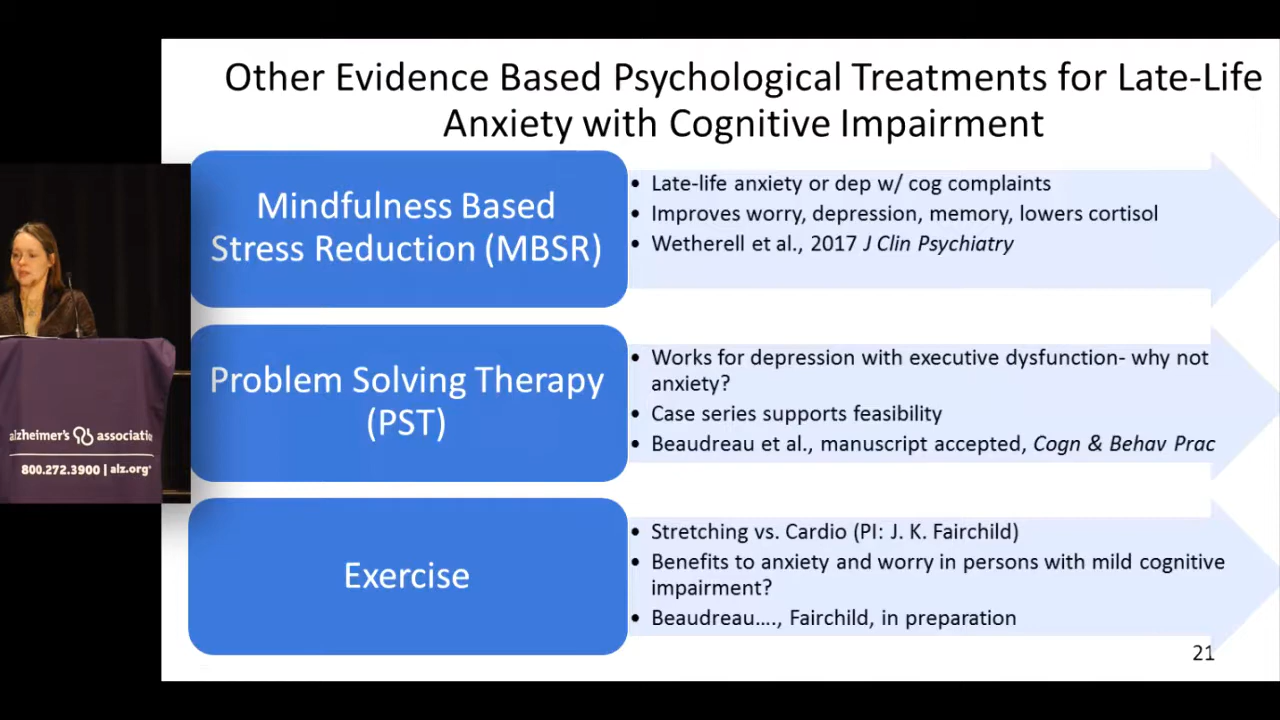 Other Evidence Based Psychological Treatments for Late-Life
Anxiety with Cognitive Impairment
Mindfulness Based
Stress Reduction (MBSR)
• Late-life anxiety or dep w/ cog complaints
• Improves worry, depression, memory, lowers cortisol
• Wetherell et al., 2017 J Clin Psychiatry
Problem Solving Therapy
(PST)
• Works for depression with executive dysfunction- why not
anxiety?
• Case series supports feasibility
• Beaudreau et al., manuscript accepted, Cogn & Behav Prac
Exercise
• Stretching vs. Cardio (PI: J. K. Fairchild)
• Benefits to anxiety and worry in persons with mild cognitive
impairment?
• Beaudreau...., Fairchild, in preparation
21
alzheimer's associatio
800.272.3900 | alz.org®